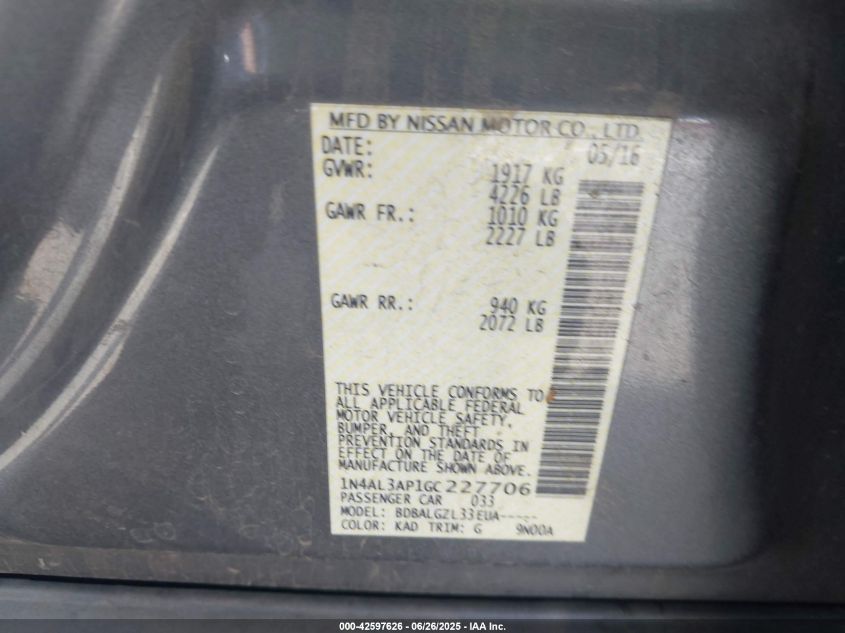 MFD BY NISSAN MOTOR CO., LTD.
DATE: 05/16
GVWR: 1917 KG
4226 LB
GAWR FR.: 1010 KG
2227 LB
GAWR RR.: 940 KG
2072 LB
THIS VEHICLE CONFORMS TO
ALL APPLICABLE FEDERAL
MOTOR VEHICLE SAFETY,
BUMPER, AND THEFT
PREVENTION STANDARDS IN
EFFECT ON THE DATE OF
MANUFACTURE SHOWN ABOVE.
1N4AL3AP1GC227706
PASSENGER CAR 033
MODEL: BDBALGZL33EUA-----
COLOR: KAD TRIM: G 9N00A
000-42597626 - 06/26/2025 - IAA Inc.